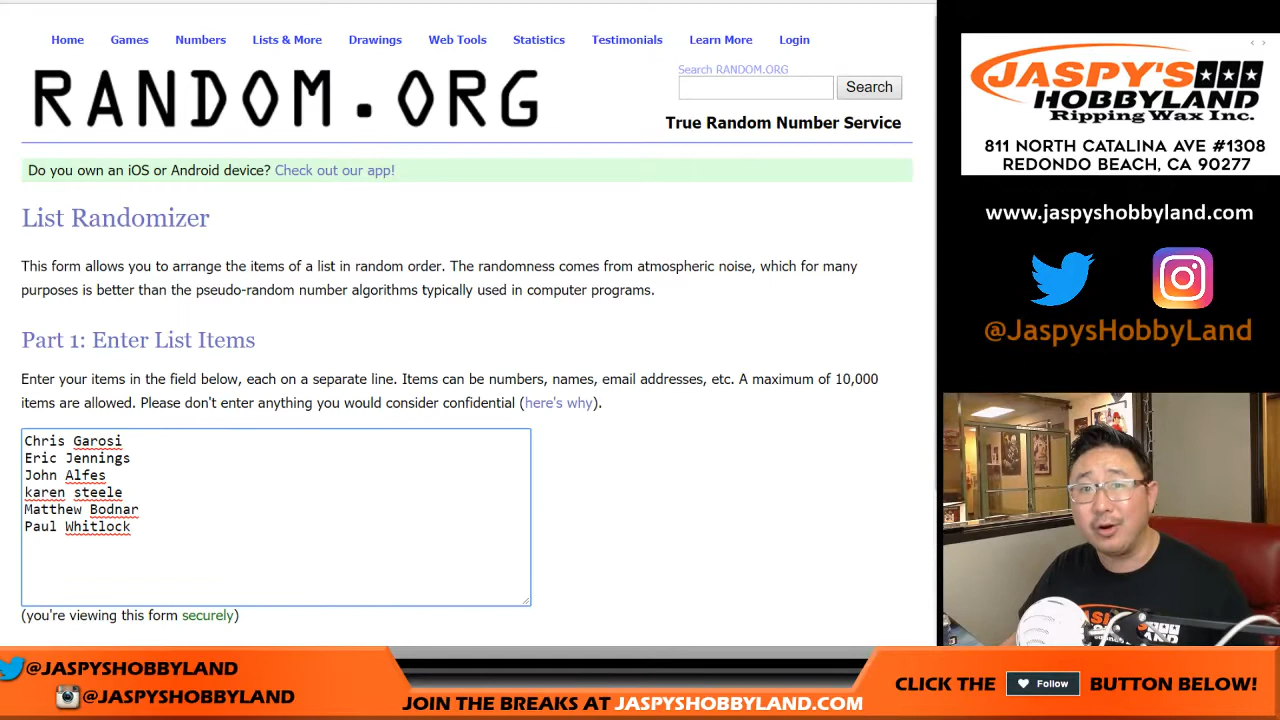 Home Games Numbers Lists & More Drawings Web Tools Statistics Testimonials Learn More Login
RANDOM.ORG
Search RANDOM.ORG
Search
True Random Number Service
Do you own an iOS or Android device? Check out our app!
List Randomizer
This form allows you to arrange the items of a list in random order. The randomness comes from atmospheric noise, which for many
purposes is better than the pseudo-random number algorithms typically used in computer programs.
Part 1: Enter List Items
Enter your items in the field below, each on a separate line. Items can be numbers, names, email addresses, etc. A maximum of 10,000
items are allowed. Please don't enter anything you would consider confidential (here's why).
Chris Garosi
Eric Jennings
John Alfes
karen steele
Matthew Bodnar
Paul Whitlock
(you're viewing this form securely)
JASPY'S
HOBBYLAND
Ripping Wax Inc.
811 NORTH CATALINA AVE #1308
REDONDO BEACH, CA 90277
www.jaspyshobbyland.com
@JaspysHobbyLand
@JASPYSHOBBYLAND
@JASPYSHOBBYLAND
JOIN THE BREAKS AT JASPYSHOBBYLAND.COM
CLICK THE Follow BUTTON BELOW!